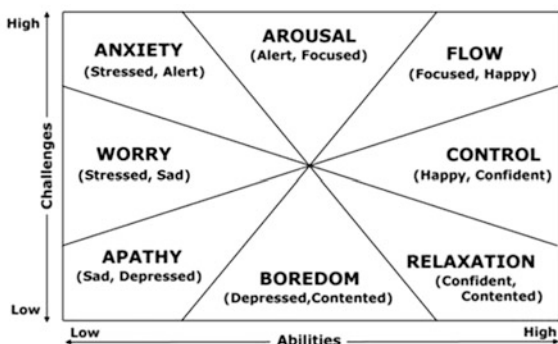 High
ANXIETY
(Stressed, Alert)
AROUSAL
(Alert, Focused)
FLOW
(Focused, Happy)
Challenges
WORRY
(Stressed, Sad)
CONTROL
(Happy, Confident)
APATHY
(Sad, Depressed)
BOREDOM
(Depressed,Contented)
RELAXATION
(Confident,
Contented)
Low
Low
Abilities
High